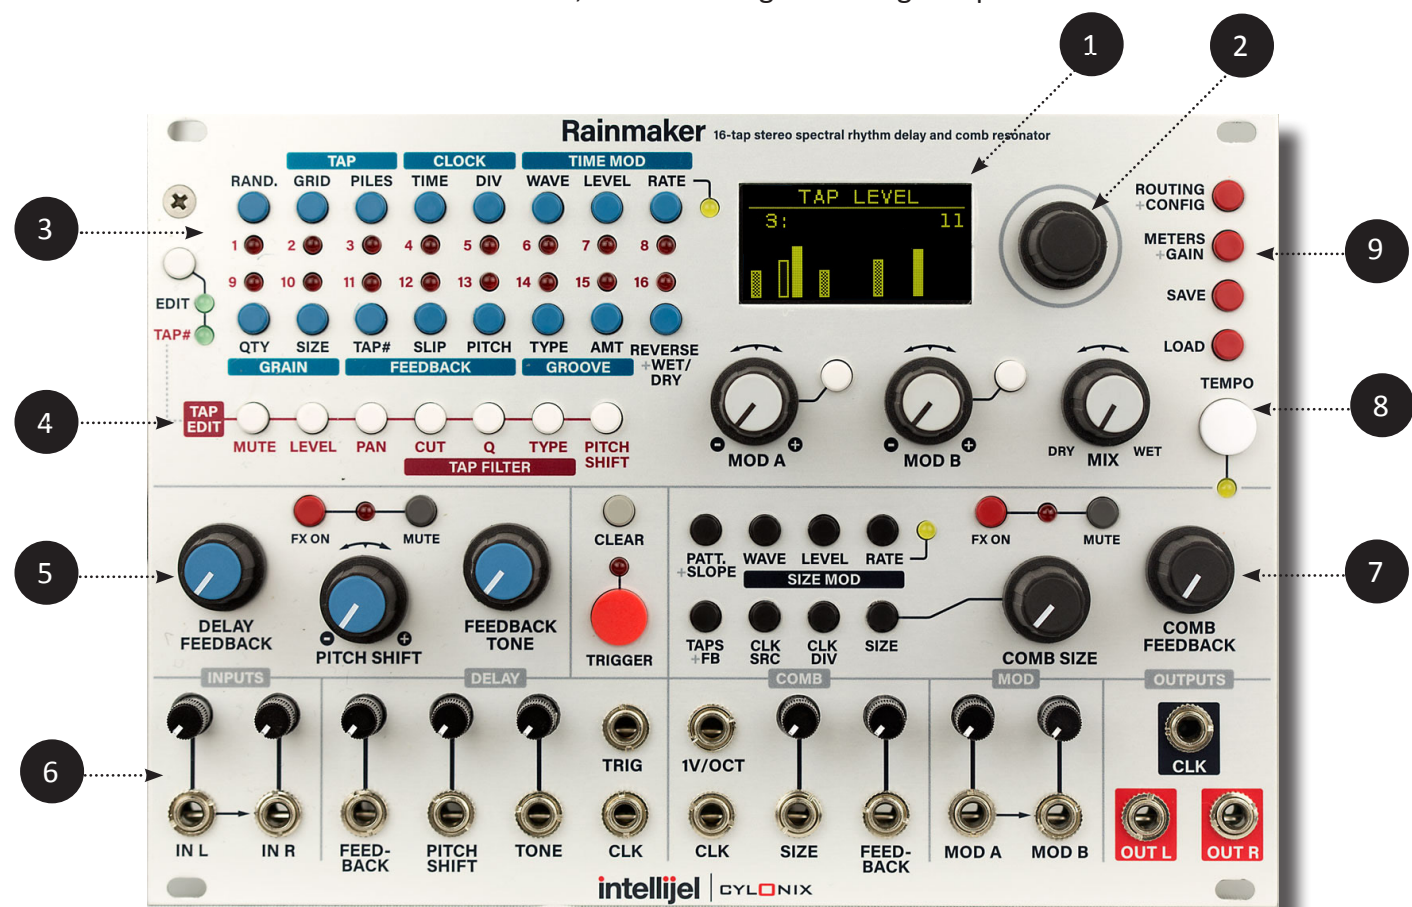 1
2
Rainmaker 16-tap stereo spectral rhythm delay and comb resonator
TAP CLOCK TIME MOD
RAND. GRID PILES TIME DIV WAVE LEVEL RATE
3
1 2 3 4 5 6 7 8
9 10 11 12 13 14 15 16
EDIT
TAP#
QTY SIZE TAP# SLIP PITCH TYPE AMT REVERSE
+WET/
DRY
GRAIN FEEDBACK GROOVE
TAP LEVEL
3: 11
ROUTING
+CONFIG
METERS
+GAIN
9
SAVE
LOAD
TEMPO
8
4
TAP
EDIT
MUTE LEVEL PAN CUT Q TYPE PITCH
SHIFT
TAP FILTER
- + MOD A
- + MOD B
DRY MIX WET
5
FX ON MUTE
DELAY
FEEDBACK
- + PITCH SHIFT
FEEDBACK
TONE
CLEAR
TRIGGER
PATT.
+SLOPE
WAVE LEVEL RATE
SIZE MOD
TAPS
+FB
CLK
SRC
CLK
DIV
SIZE
FX ON MUTE
COMB SIZE
COMB
FEEDBACK
7
INPUTS DELAY COMB MOD OUTPUTS
6
TRIG 1V/OCT
CLK
IN L IN R FEED-
BACK
PITCH
SHIFT
TONE CLK CLK SIZE FEED-
BACK
MOD A MOD B OUT L OUT R
intellijel CYLONIX